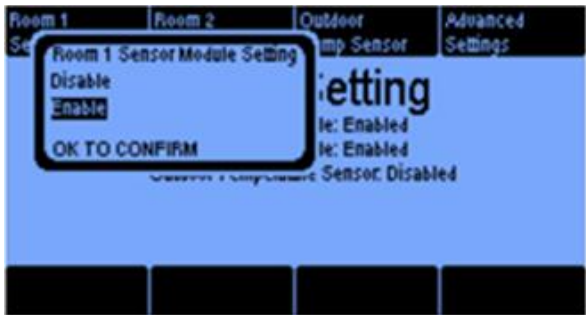 Room 1
Room 2
Outdoor
Advanced
Se
mp Sensor
Settings
Room 1 Sensor Module Setting
Disable
Enable
OK TO CONFIRM
etting
le: Enabled
le: Enabled
Sensor: Disabled